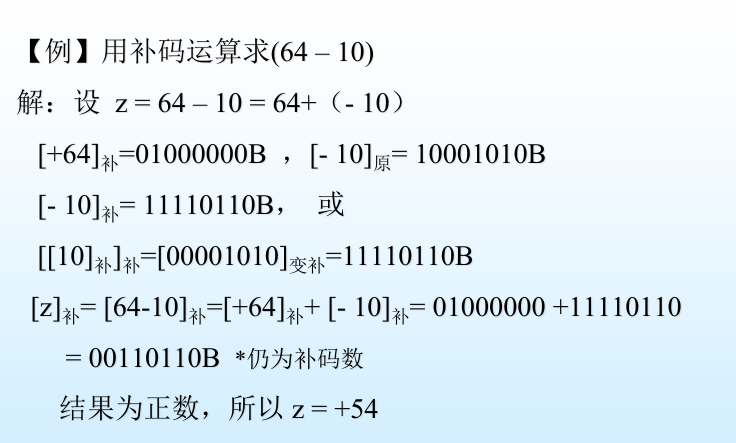 【例】用补码运算求(64 – 10)
解：设 z = 64 – 10 = 64+（- 10）
[+64]补=01000000B ，[- 10]原= 10001010B
[- 10]补= 11110110B， 或
[[10]补]补=[00001010]变补=11110110B
[z]补= [64-10]补=[+64]补+ [- 10]补= 01000000 +11110110
= 00110110B *仍为补码数
结果为正数，所以 z = +54